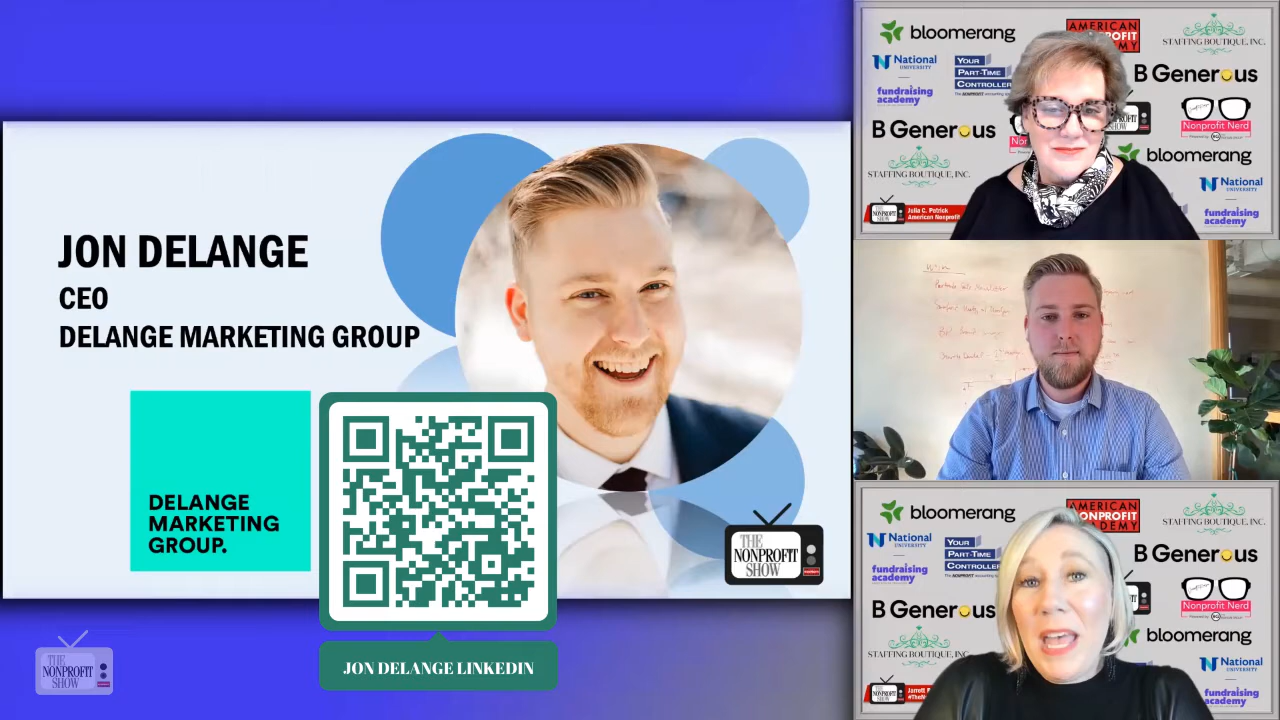 JON DELANGE
CEO
DELANGE MARKETING GROUP
DELANGE
MARKETING
GROUP.
JON DELANGE LINKEDIN
THE
NONPROFIT
SHOW
THE
NONPROFIT
SHOW
bloomerang
AMERICAN
STAFFING BOUTIQUE, INC.
National
UNIVERSITY
YOUR
PART-TIME
CONTROLLER
fundraising
academy
B Generous
B Generous
Nonprofit Nerd
STAFFING BOUTIQUE, INC.
bloomerang
National
UNIVERSITY
Julia C. Patrick
American Nonprofit
fundraising
academy
bloomerang
AMERICAN
STAFFING BOUTIQUE, INC.
National
UNIVERSITY
YOUR
PART-TIME
CONTROLLER
fundraising
academy
B Generous
B Generous
Nonprofit Nerd
STAFFING BOUTIQUE, INC.
bloomerang
National
UNIVERSITY
fundraising
academy